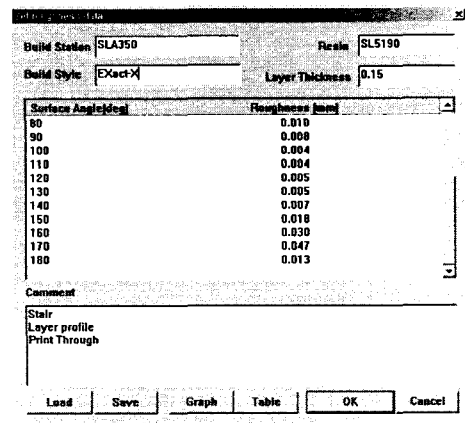 Build Station SLA350 Resin SL5190
Build Style EXact-X Layer Thickness 0.15
Surface Angle[deg] Roughness [mm]
80 0.010
90 0.008
100 0.004
110 0.004
120 0.005
130 0.005
140 0.007
150 0.018
160 0.030
170 0.047
180 0.013
Comment
Stair
Layer profile
Print Through
Load Save Graph Table OK Cancel